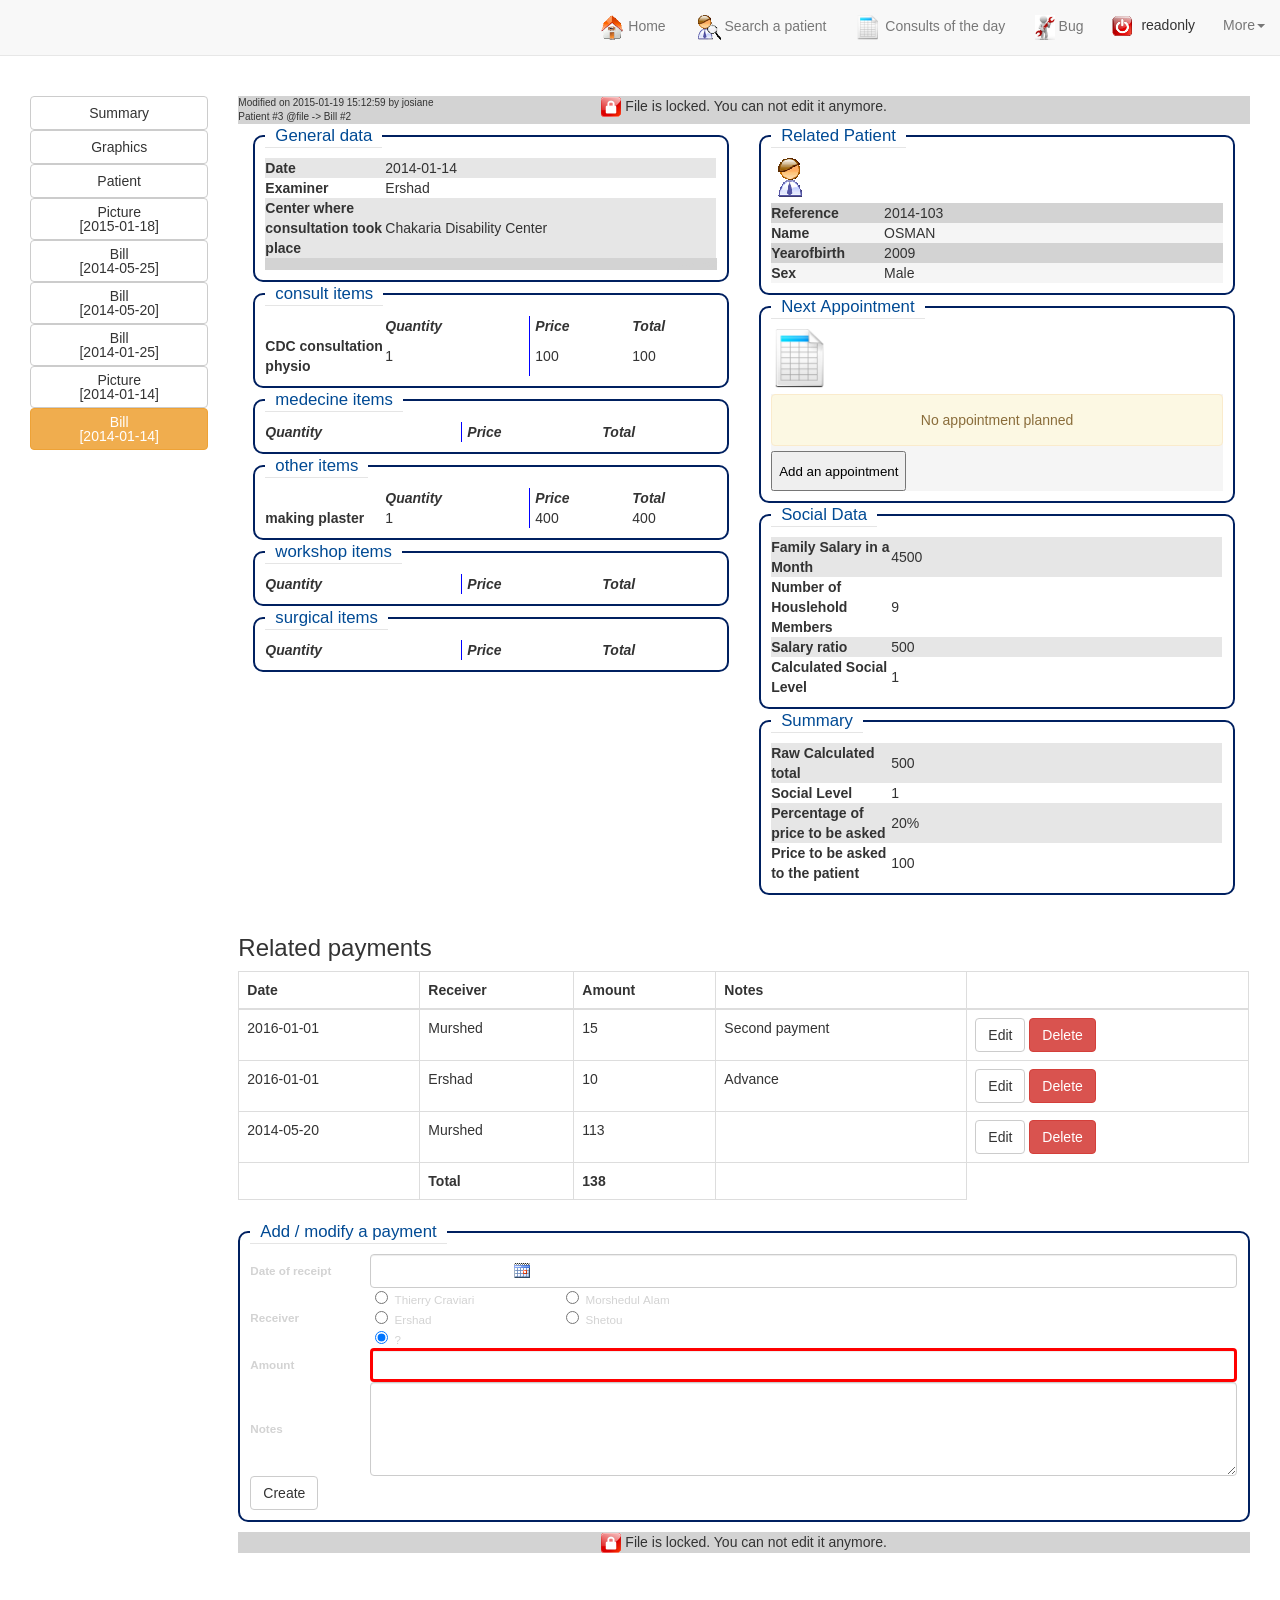 Home Search a patient Consults of the day Bug readonly More
Summary
Graphics
Patient
Picture
[2015-01-18]
Bill
[2014-05-25]
Bill
[2014-05-20]
Bill
[2014-01-25]
Picture
[2014-01-14]
Bill
[2014-01-14]
Modified on 2015-01-19 15:12:59 by josiane
Patient #3 @file -> Bill #2
File is locked. You can not edit it anymore.
General data
Date 2014-01-14
Examiner Ershad
Center where
consultation took Chakaria Disability Center
place
consult items
Quantity Price Total
CDC consultation
physio 1 100 100
medecine items
Quantity Price Total
other items
Quantity Price Total
making plaster 1 400 400
workshop items
Quantity Price Total
surgical items
Quantity Price Total
Related Patient
Reference 2014-103
Name OSMAN
Yearofbirth 2009
Sex Male
Next Appointment
No appointment planned
Add an appointment
Social Data
Family Salary in a
Month 4500
Number of
Houslehold 9
Members
Salary ratio 500
Calculated Social
Level 1
Summary
Raw Calculated
total 500
Social Level 1
Percentage of
price to be asked 20%
Price to be asked
to the patient 100
Related payments
Date Receiver Amount Notes
2016-01-01 Murshed 15 Second payment Edit Delete
2016-01-01 Ershad 10 Advance Edit Delete
2014-05-20 Murshed 113 Edit Delete
Total 138
Add / modify a payment
Date of receipt
Receiver
Thierry Craviari Morshedul Alam
Ershad Shetou
?
Amount
Notes
Create
File is locked. You can not edit it anymore.